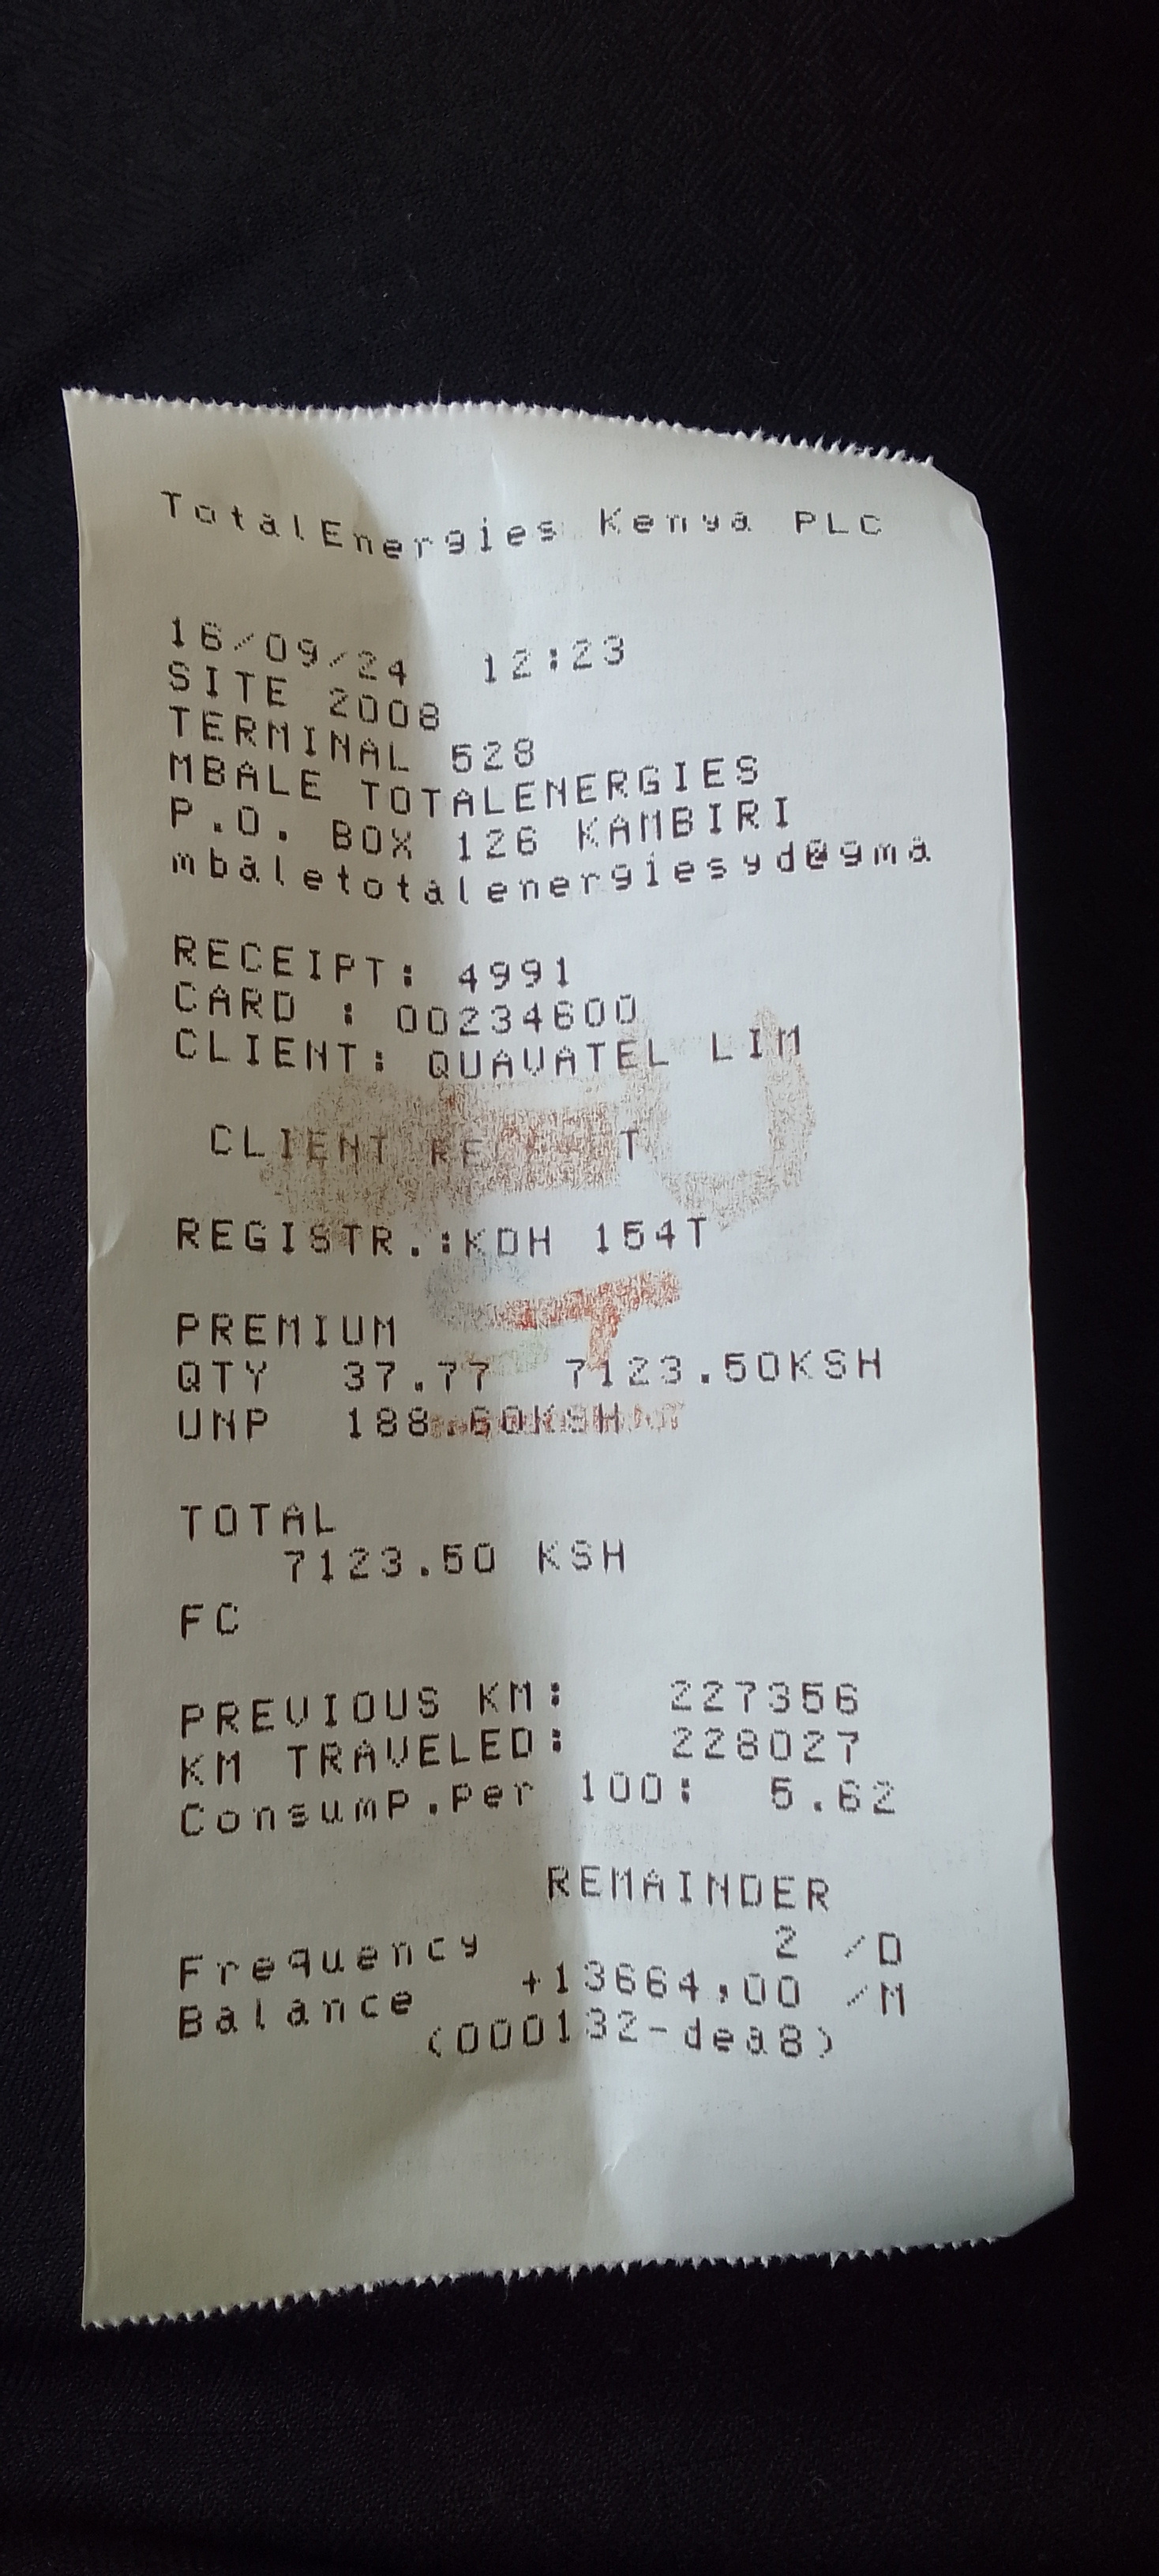 TotalEnergies Kenya PLC
16/09/24 12:23
SITE 2008
TERMINAL 528
MBALE TOTALENERGIES
P.O. BOX 126 KAMBIRI
mbaletotalenergiesyd@gma
RECEIPT: 4991
CARD : 00234600
CLIENT: QUAVATEL LIM
CLIENT
REGISTR.:KDH 154T
PREMIUM
QTY 37.77 7123.50KSH
UNP 188.60KSH
TOTAL
7123.50 KSH
FC
PREVIOUS KM: 227356
KM TRAVELED: 228027
Consump.Per 100: 5.62
REMAINDER
Frequency 2 /D
Balance +13664,00 /M
(000132-dea8)